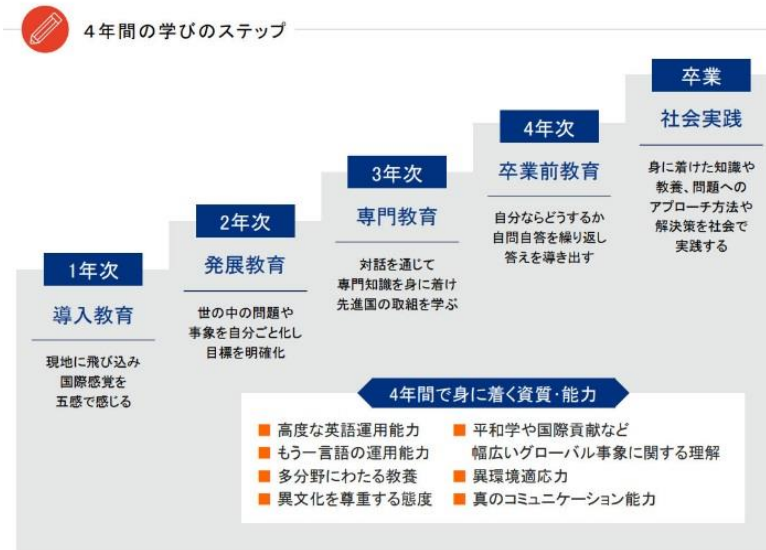 4年間の学びのステップ
1年次
導入教育
現地に飛び込み
国際感覚を
五感で感じる
2年次
発展教育
世の中の問題や
事象を自分ごと化し
目標を明確化
3年次
専門教育
対話を通じて
専門知識を身に着け
先進国の取組を学ぶ
4年次
卒業前教育
自分ならどうするか
自問自答を繰り返し
答えを導き出す
卒業
社会実践
身に着けた知識や
教養、問題への
アプローチ方法や
解決策を社会で
実践する
4年間で身に着く資質・能力
高度な英語運用能力
もう一言語の運用能力
多分野にわたる教養
異文化を尊重する態度
平和学や国際貢献など
幅広いグローバル事象に関する理解
異環境適応力
真のコミュニケーション能力